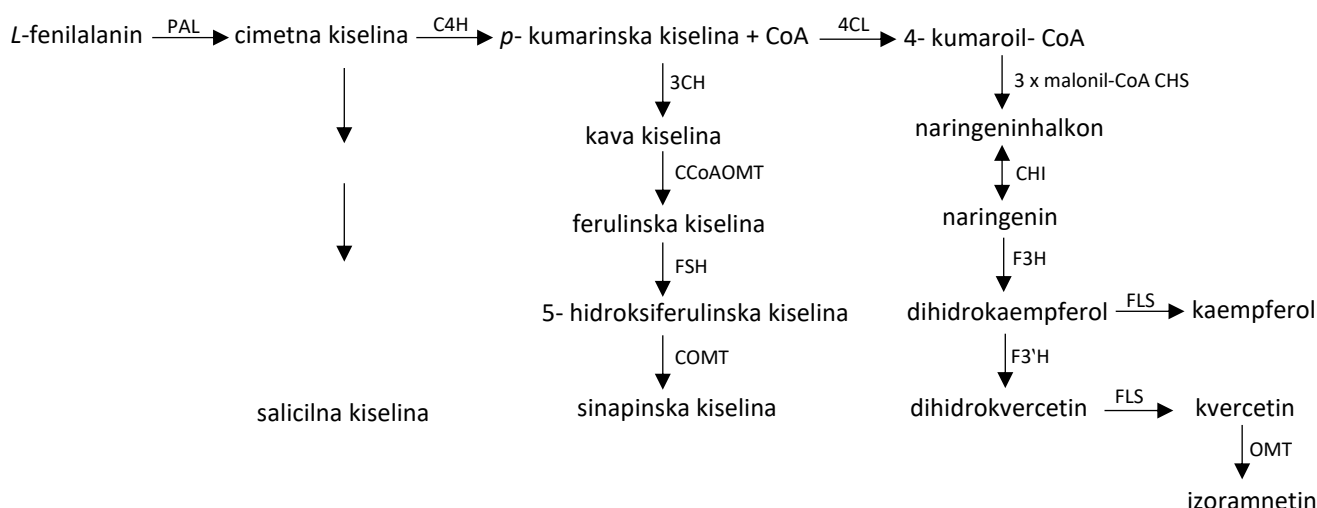 L-fenilalanin PAL cimetna kiselina C4H p- kumarinska kiselina + CoA 4CL 4- kumaroil- CoA
3CH 3 x malonil-CoA CHS
kava kiselina naringeninhalkon
CCoAOMT CHI
ferulinska kiselina naringenin
FSH F3H
5- hidroksiferulinska kiselina dihidrokaempferol FLS kaempferol
COMT F3‛H
salicilna kiselina sinapinska kiselina dihidrokvercetin FLS kvercetin
OMT
izoramnetin